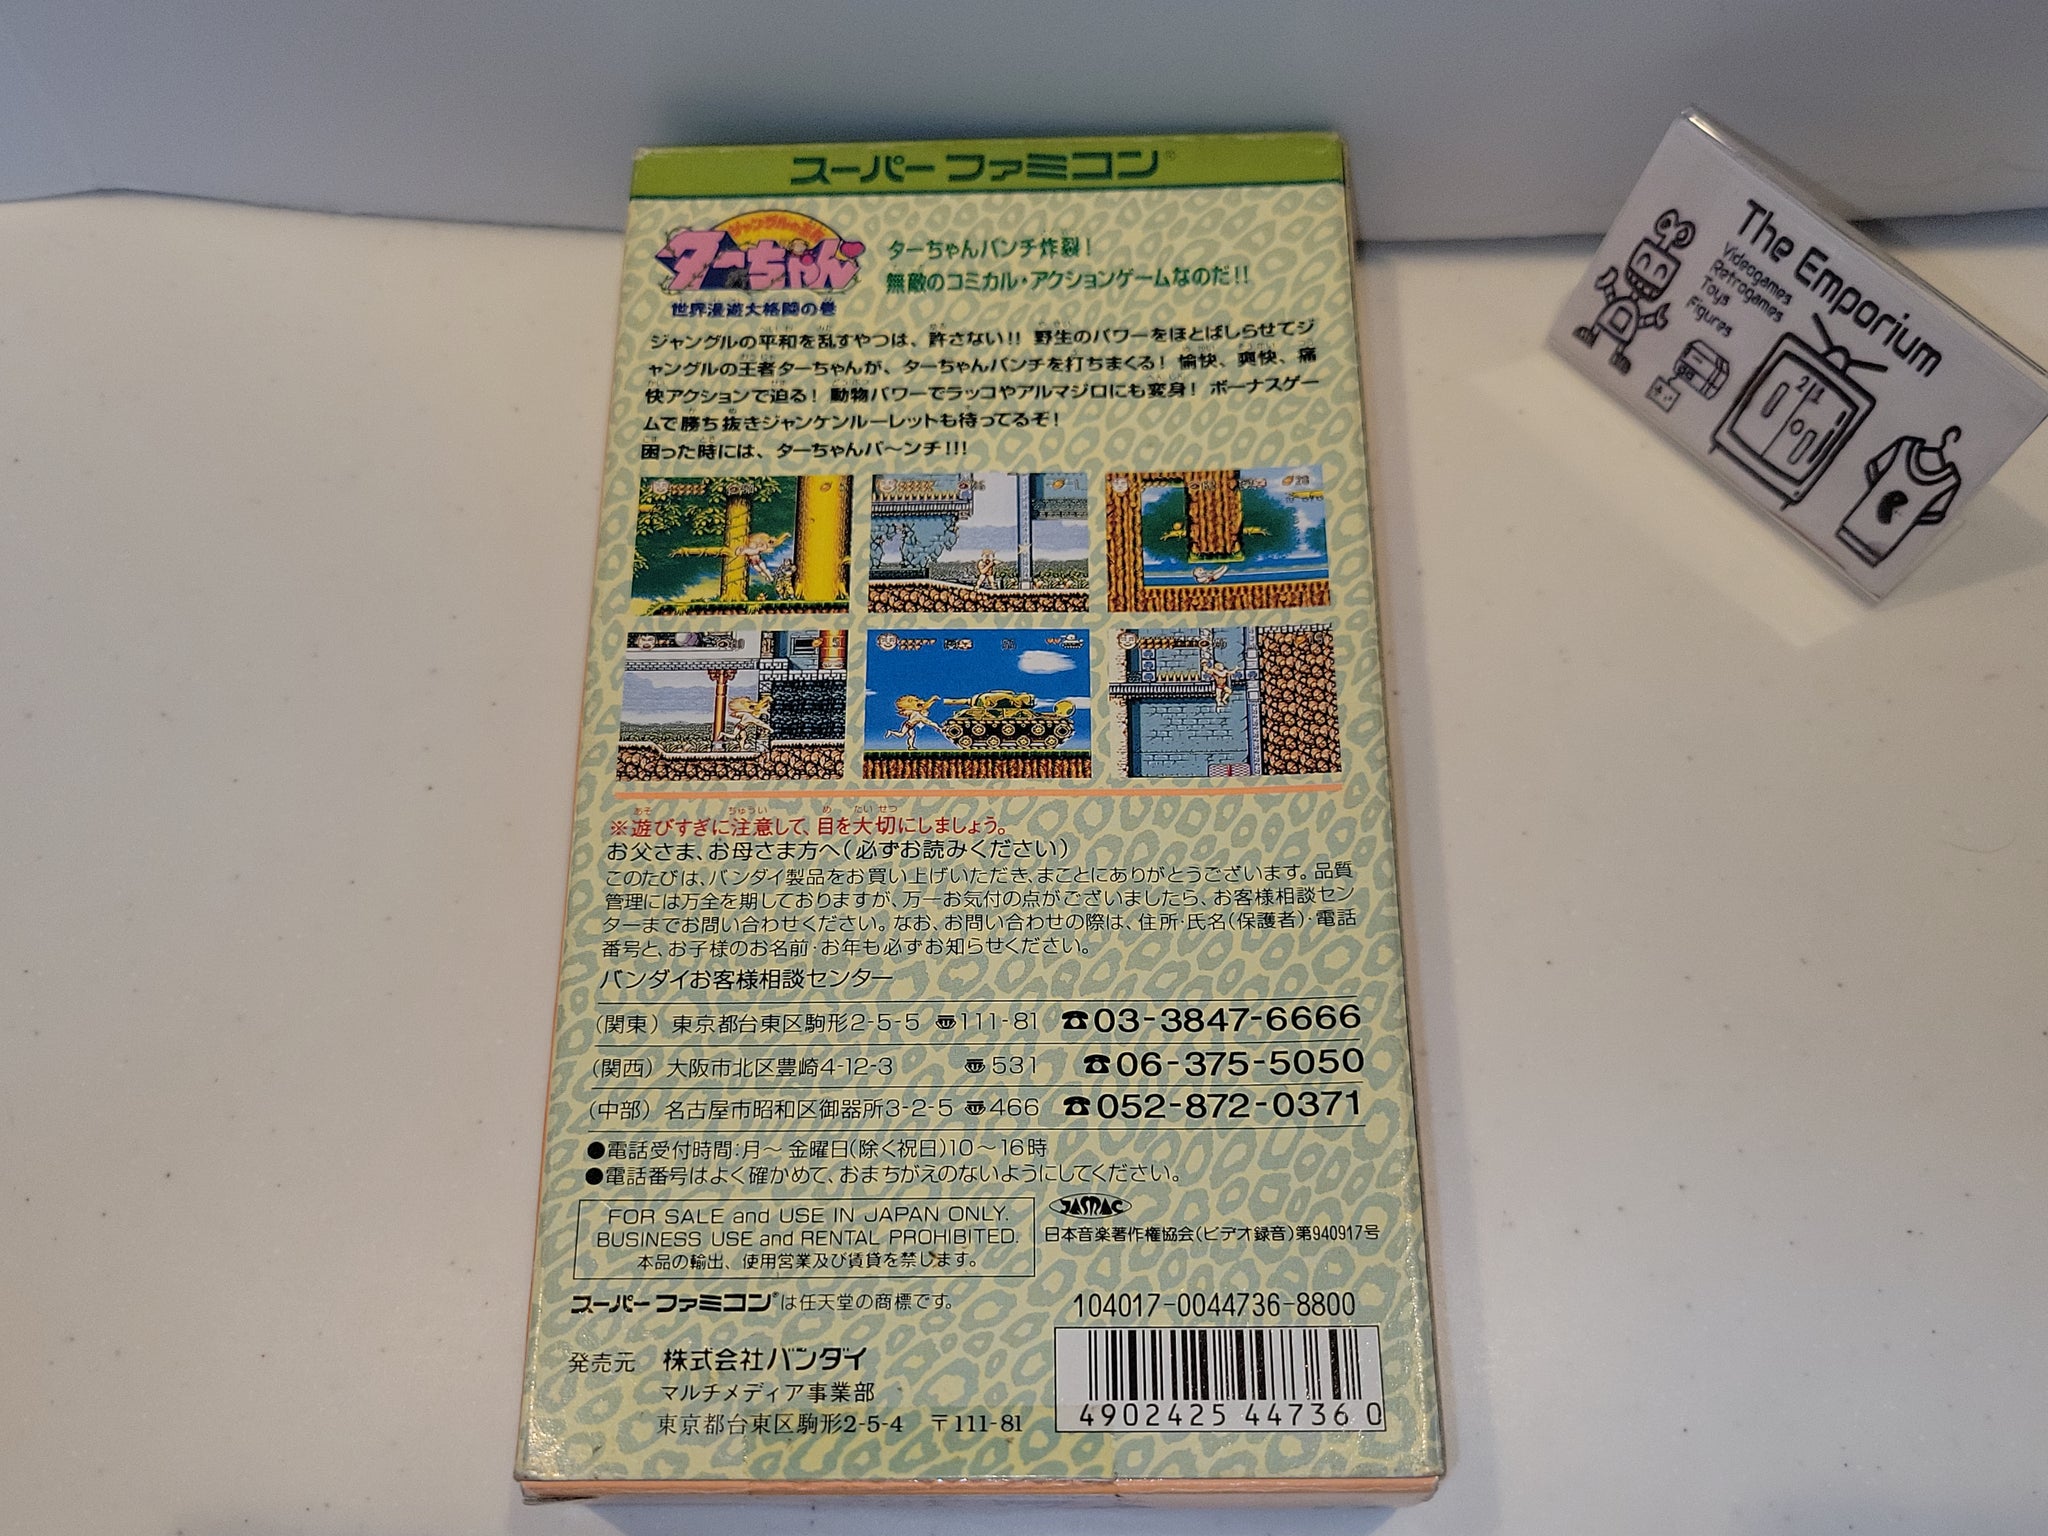 スーパーファミコン®
ジャングルの王者
ターちゃん
世界漫遊大格闘の巻
ターちゃんパンチ炸裂!
無敵のコミカル・アクションゲームなのだ!!
ジャングルの平和を乱すやつは、許さない!! 野生のパワーをほとばしらせてジ
ャングルの王者ターちゃんが、ターちゃんパンチを打ちまくる! 愉快、爽快、痛
快アクションで迫る! 動物パワーでラッコやアルマジロにも変身! ボーナスゲー
ムで勝ち抜きジャンケンルーレットも待ってるぞ!
困った時には、ターちゃんパ〜ンチ!!!
※遊びすぎに注意して、目を大切にしましょう。
お父さま、お母さま方へ(必ずお読みください)
このたびは、バンダイ製品をお買い上げいただき、まことにありがとうございます。品質
管理には万全を期しておりますが、万一お気付の点がございましたら、お客様相談セン
ターまでお問い合わせください。なお、お問い合わせの際は、住所・氏名(保護者)・電話
番号と、お子様のお名前・お年も必ずお知らせください。
バンダイお客様相談センター
(関東) 東京都台東区駒形2-5-5 〠111-81 ☎03-3847-6666
(関西) 大阪市北区豊崎4-12-3 〠531 ☎06-375-5050
(中部) 名古屋市昭和区御器所3-2-5 〠466 ☎052-872-0371
●電話受付時間:月〜金曜日(除く祝日)10〜16時
●電話番号はよく確かめて、おまちがえのないようにしてください。
FOR SALE and USE IN JAPAN ONLY.
BUSINESS USE and RENTAL PROHIBITED.
本品の輸出、使用営業及び賃貸を禁じます。
JASRAC
日本音楽著作権協会(ビデオ録音)第940917号
スーパーファミコン®は任天堂の商標です。
104017-0044736-8800
発売元 株式会社バンダイ
マルチメディア事業部
東京都台東区駒形2-5-4 〒111-81
4902425 447360
The Emporium
Videogames
Retrogames
Toys
Figures